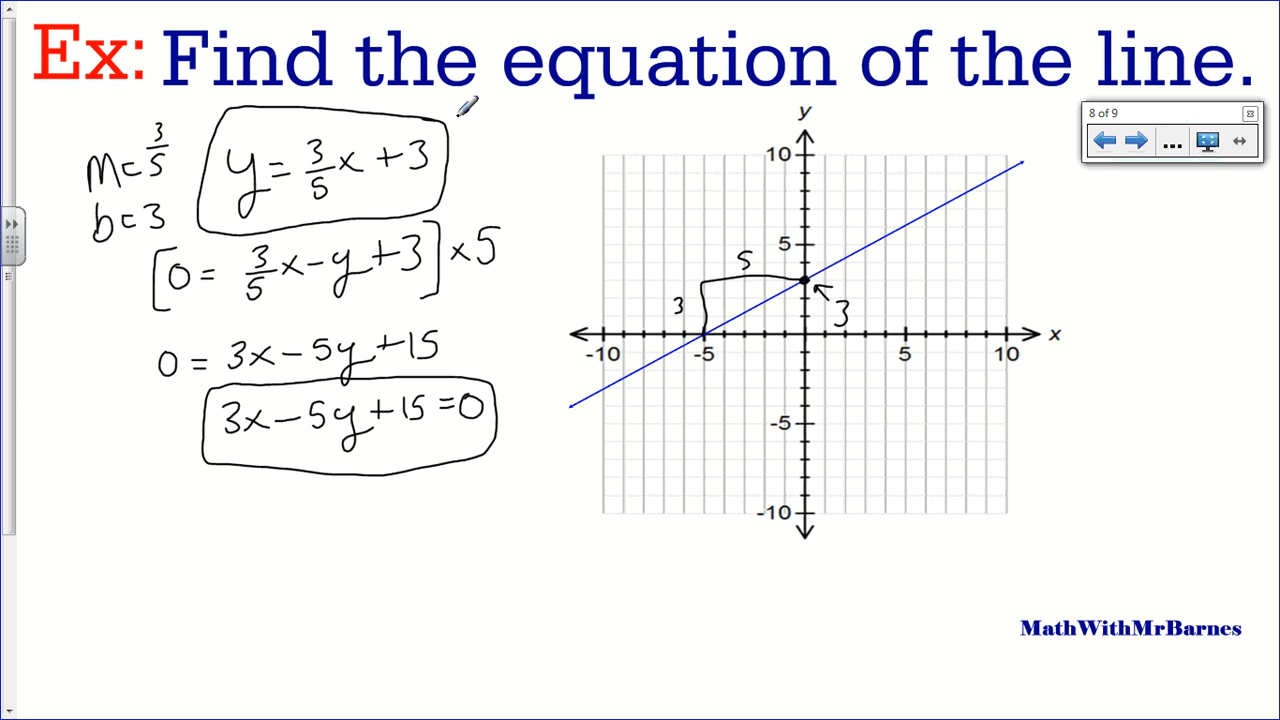 Ex: Find the equation of the line.
m = 3/5
b = 3
y = 3/5 x + 3
[0 = 3/5 x - y + 3] × 5
0 = 3x - 5y + 15
3x - 5y + 15 = 0
y
10
5
5
3
3
x
-10
-5
5
10
-5
-10
8 of 9
...
MathWithMrBarnes